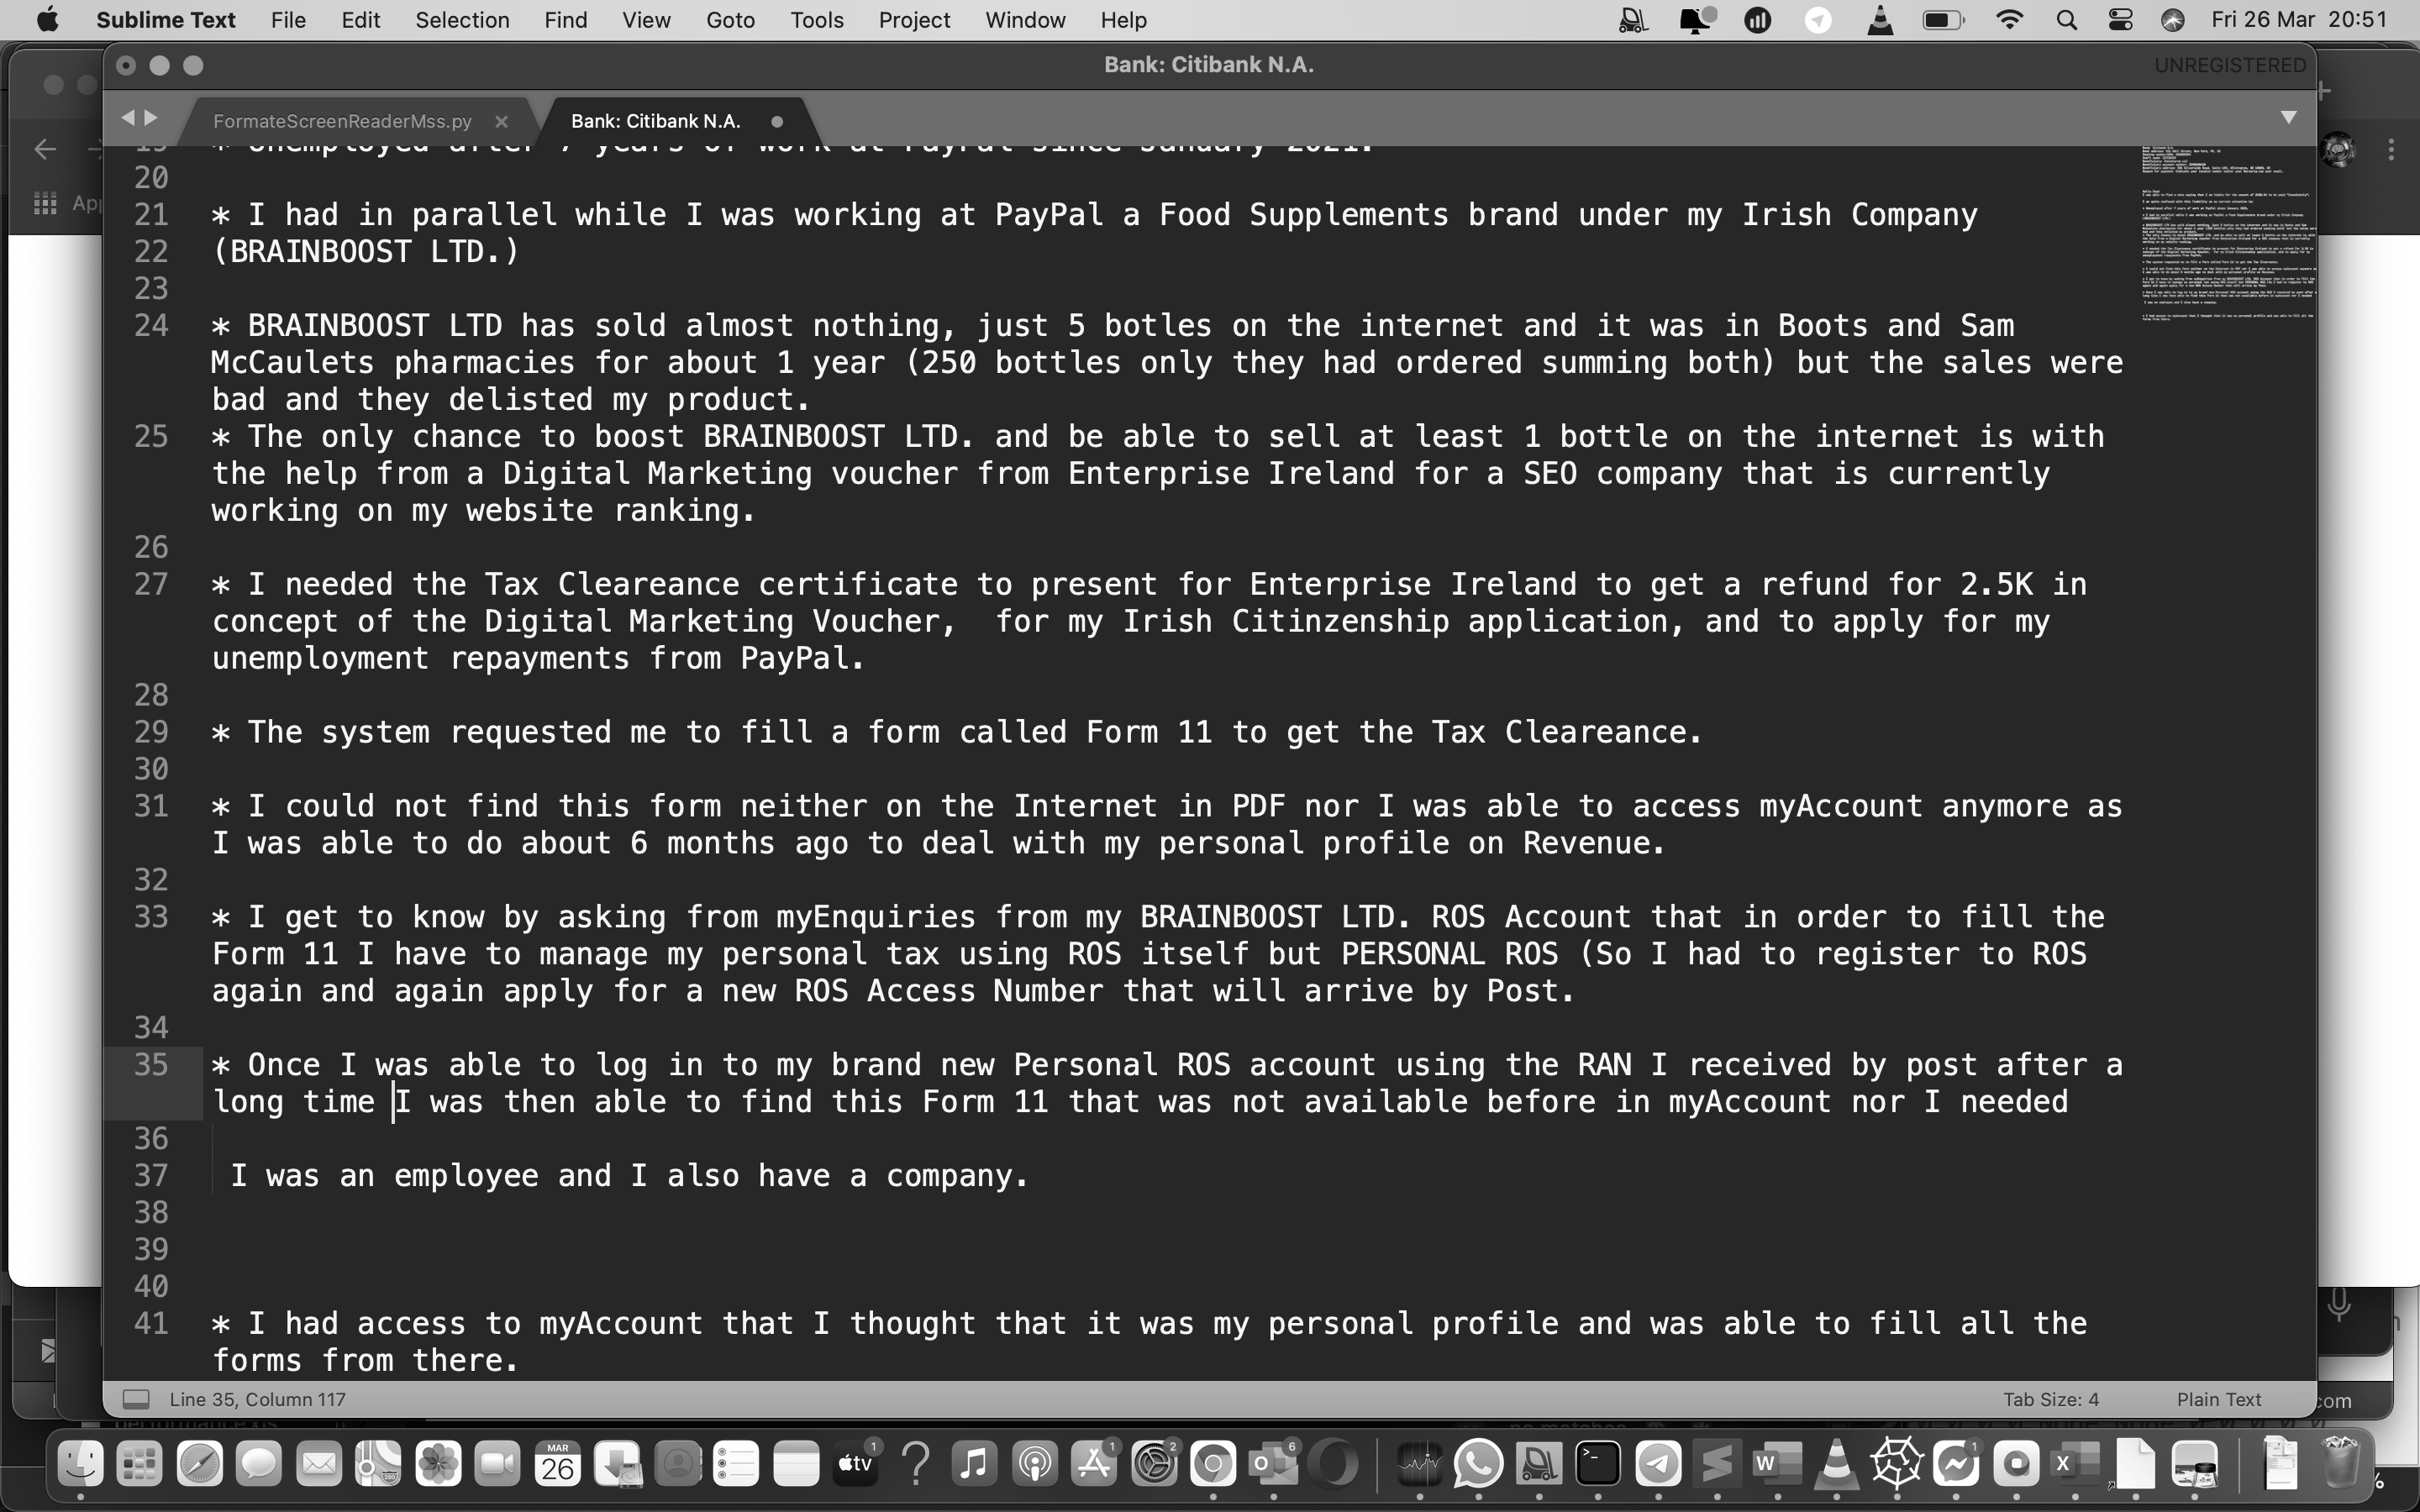 Sublime Text File Edit Selection Find View Goto Tools Project Window Help Fri 26 Mar 20:51
Bank: Citibank N.A.
UNREGISTERED
FormateScreenReaderMss.py
Bank: Citibank N.A.
19 * Unemployed after 7 years of work at PayPal since January 2021.
20
21 * I had in parallel while I was working at PayPal a Food Supplements brand under my Irish Company
22 (BRAINBOOST LTD.)
23
24 * BRAINBOOST LTD has sold almost nothing, just 5 botles on the internet and it was in Boots and Sam
McCaulets pharmacies for about 1 year (250 bottles only they had ordered summing both) but the sales were
bad and they delisted my product.
25 * The only chance to boost BRAINBOOST LTD. and be able to sell at least 1 bottle on the internet is with
the help from a Digital Marketing voucher from Enterprise Ireland for a SEO company that is currently
working on my website ranking.
26
27 * I needed the Tax Cleareance certificate to present for Enterprise Ireland to get a refund for 2.5K in
concept of the Digital Marketing Voucher,  for my Irish Citinzenship application, and to apply for my
unemployment repayments from PayPal.
28
29 * The system requested me to fill a form called Form 11 to get the Tax Cleareance.
30
31 * I could not find this form neither on the Internet in PDF nor I was able to access myAccount anymore as
I was able to do about 6 months ago to deal with my personal profile on Revenue.
32
33 * I get to know by asking from myEnquiries from my BRAINBOOST LTD. ROS Account that in order to fill the
Form 11 I have to manage my personal tax using ROS itself but PERSONAL ROS (So I had to register to ROS
again and again apply for a new ROS Access Number that will arrive by Post.
34
35 * Once I was able to log in to my brand new Personal ROS account using the RAN I received by post after a
long time I was then able to find this Form 11 that was not available before in myAccount nor I needed
36
37 I was an employee and I also have a company.
38
39
40
41 * I had access to myAccount that I thought that it was my personal profile and was able to fill all the
forms from there.
Line 35, Column 117
Tab Size: 4
Plain Text
MAR
26